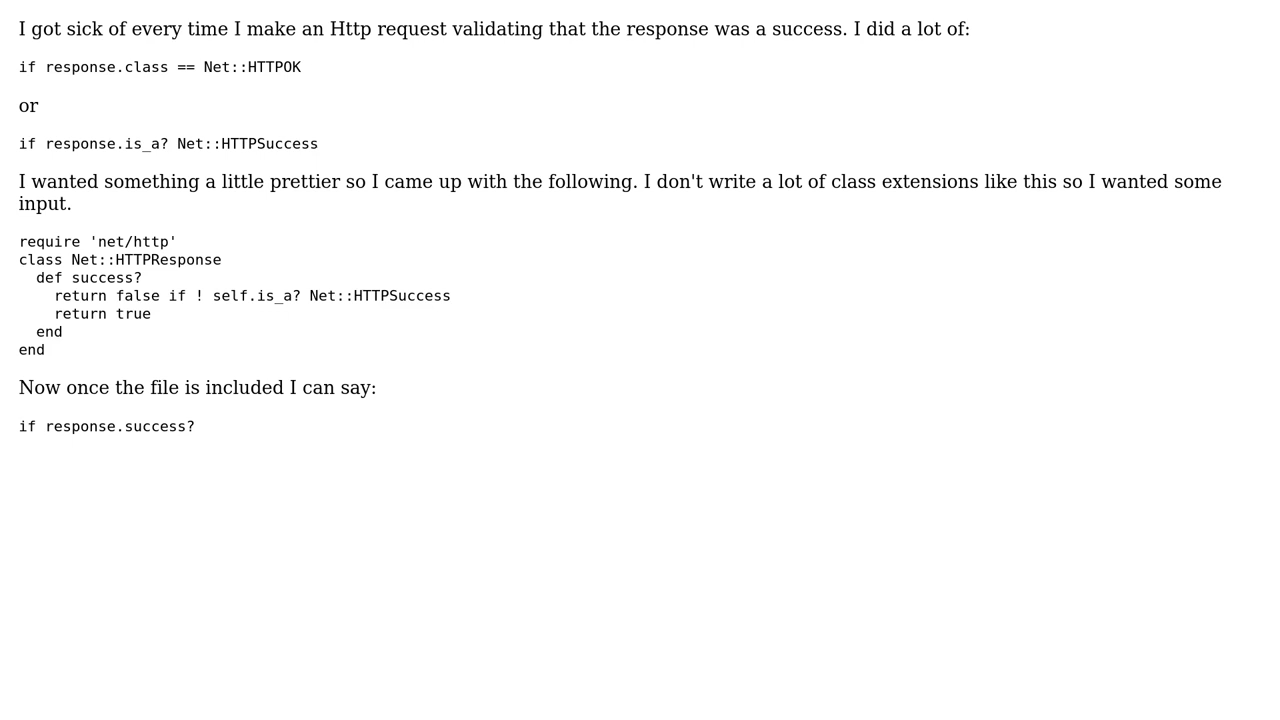 I got sick of every time I make an Http request validating that the response was a success. I did a lot of:
if response.class == Net::HTTPOK
or
if response.is_a? Net::HTTPSuccess
I wanted something a little prettier so I came up with the following. I don't write a lot of class extensions like this so I wanted some
input.
require 'net/http'
class Net::HTTPResponse
  def success?
    return false if ! self.is_a? Net::HTTPSuccess
    return true
  end
end
Now once the file is included I can say:
if response.success?